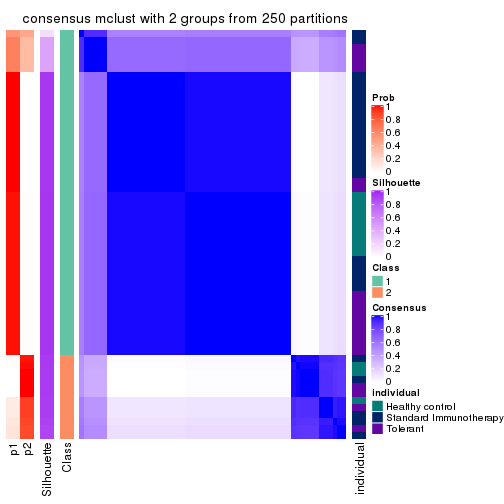 consensus mclust with 2 groups from 250 partitions
Prob
1
0.8
0.6
0.4
0.2
0
Silhouette
1
0.8
0.6
0.4
0.2
0
Class
1
2
Consensus
1
0.8
0.6
0.4
0.2
0
individual
Healthy control
Standard Immunotherapy
Tolerant
p1
p2
Silhouette
Class
individual